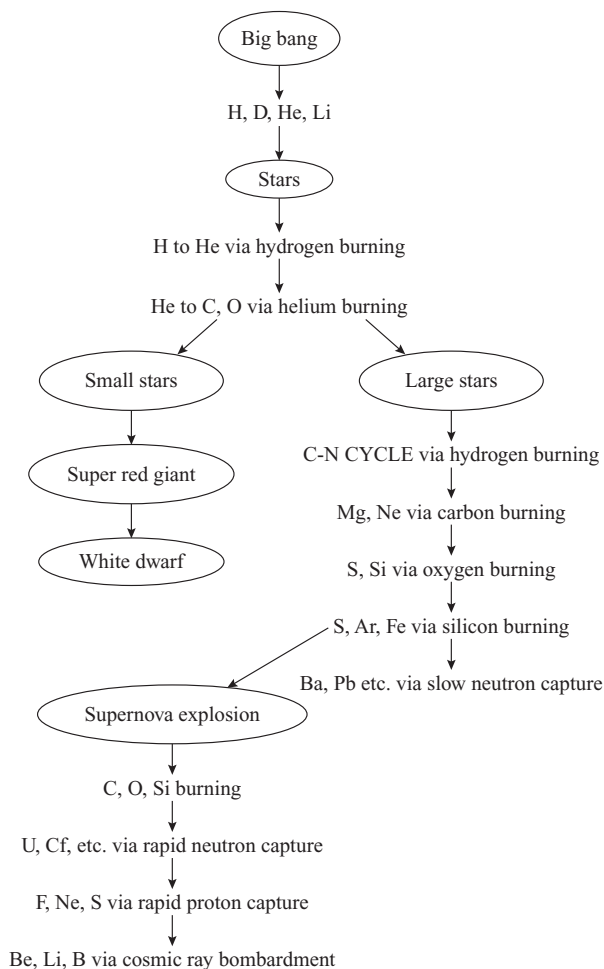 Big bang
H, D, He, Li
Stars
H to He via hydrogen burning
He to C, O via helium burning
Small stars
Super red giant
White dwarf
Large stars
C-N CYCLE via hydrogen burning
Mg, Ne via carbon burning
S, Si via oxygen burning
S, Ar, Fe via silicon burning
Ba, Pb etc. via slow neutron capture
Supernova explosion
C, O, Si burning
U, Cf, etc. via rapid neutron capture
F, Ne, S via rapid proton capture
Be, Li, B via cosmic ray bombardment